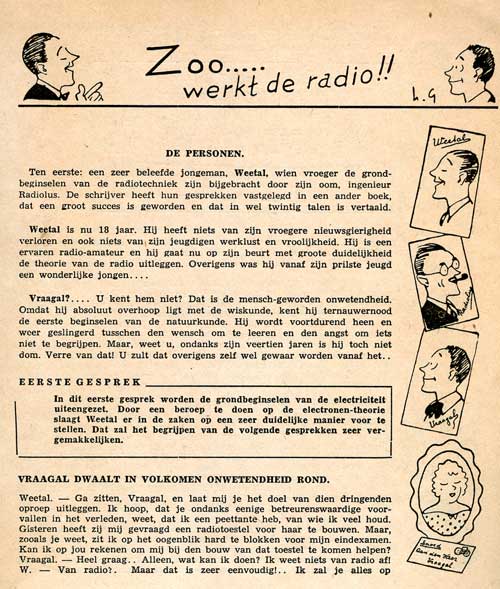 Zoo.....
werkt de radio!!
L.G
DE PERSONEN.
Ten eerste: een zeer beleefde jongeman, Weetal, wien vroeger de grond-
beginselen van de radiotechniek zijn bijgebracht door zijn oom, ingenieur
Radiolus. De schrijver heeft hun gesprekken vastgelegd in een ander boek,
dat een groot succes is geworden en dat in wel twintig talen is vertaald.
Weetal is nu 18 jaar. Hij heeft niets van zijn vroegere nieuwsgierigheid
verloren en ook niets van zijn jeugdigen werklust en vroolijkheid. Hij is een
ervaren radio-amateur en hij gaat nu op zijn beurt met groote duidelijkheid
de theorie van de radio uitleggen. Overigens was hij vanaf zijn prilste jeugd
een wonderlijke jongen....
Vraagal?.... U kent hem niet? Dat is de mensch-geworden onwetendheid.
Omdat hij absoluut overhoop ligt met de wiskunde, kent hij ternauwernood
de eerste beginselen van de natuurkunde. Hij wordt voortdurend heen en
weer geslingerd tusschen den wensch om te leeren en den angst om iets
niet te begrijpen. Maar, weet u, ondanks zijn veertien jaren is hij toch niet
dom. Verre van dat! U zult dat overigens zelf wel gewaar worden vanaf het..
EERSTE GESPREK
In dit eerste gesprek worden de grondbeginselen van de electriciteit
uiteengezet. Door een beroep te doen op de electronen-theorie
slaagt Weetal er in de zaken op een zeer duidelijke manier voor te
stellen. Dat zal het begrijpen van de volgende gesprekken zeer ver-
gemakkelijken.
VRAAGAL DWAALT IN VOLKOMEN ONWETENDHEID ROND.
Weetal. — Ga zitten, Vraagal, en laat mij je het doel van dien dringenden
oproep uitleggen. Ik hoop, dat je ondanks eenige betreurenswaardige voor-
vallen in het verleden, weet, dat ik een peettante heb, van wie ik veel houd.
Gisteren heeft zij mij gevraagd een radiotoestel voor haar te bouwen. Maar,
zooals je weet, zit ik op het oogenblik hard te blokken voor mijn eindexamen.
Kan ik op jou rekenen om mij bij den bouw van dat toestel te komen helpen?
Vraagal. — Heel graag.. Alleen, wat kan ik doen? Ik weet niets van radio af!
W. — Van radio?. Maar dat is zeer eenvoudig!.. Ik zal je alles op
Weetal
Vraagal
Aan den Heer
Vraagal